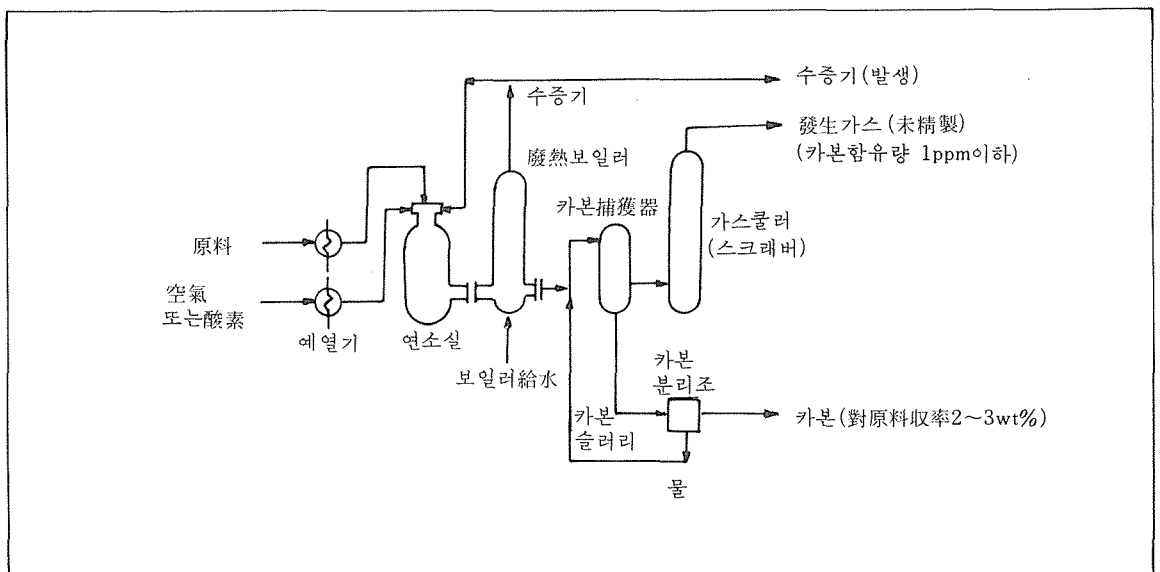 수증기(발생)
수증기
發生가스(未精製)
(카본함유량 1ppm이하)
廢熱보일러
카본捕獲器
가스쿨러
(스크래버)
原料
空氣
또는酸素
예열기
연소실
보일러給水
카본
분리조
카본
슬러리
카본(對原料収率2~3wt%)
물